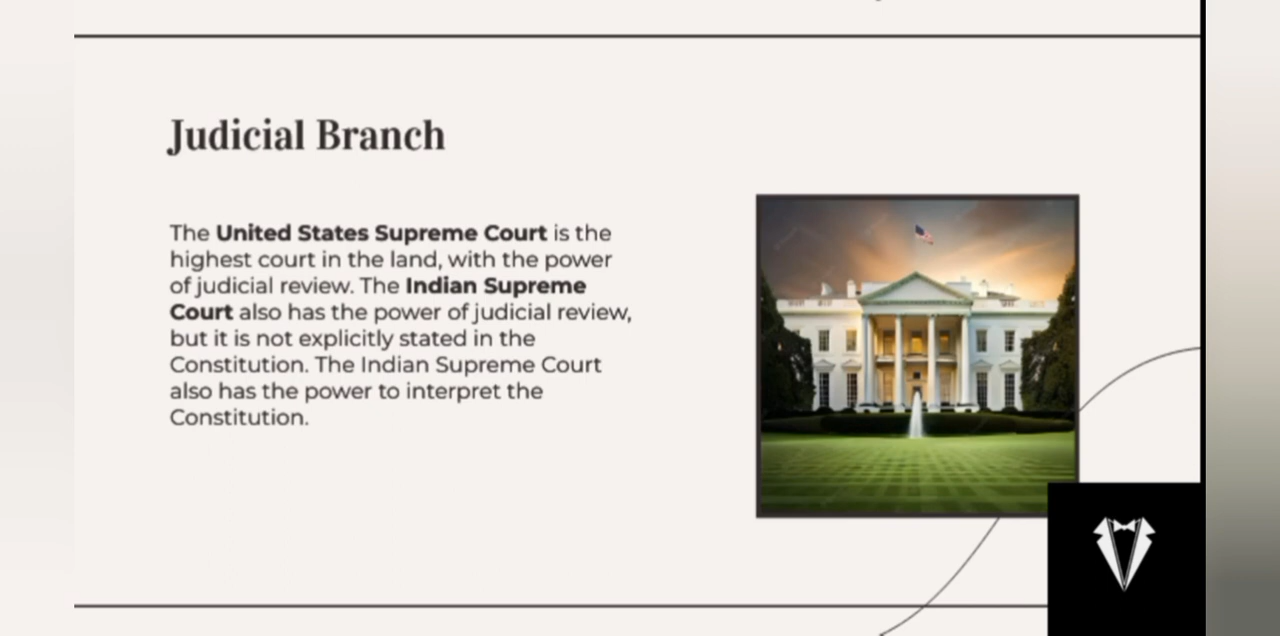 Judicial Branch
The United States Supreme Court is the
highest court in the land, with the power
of judicial review. The Indian Supreme
Court also has the power of judicial review,
but it is not explicitly stated in the
Constitution. The Indian Supreme Court
also has the power to interpret the
Constitution.